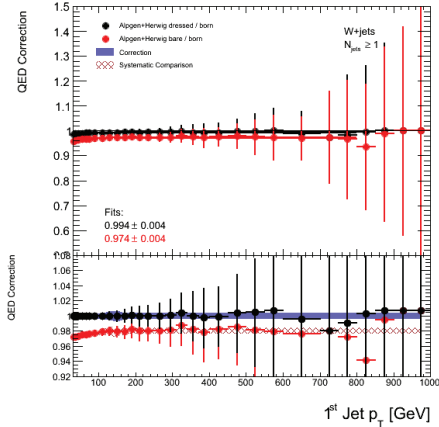 QED Correction
1.5
1.4
1.3
1.2
1.1
1
0.9
0.8
0.7
0.6
Alpgen+Herwig dressed / born
Alpgen+Herwig bare / born
Correction
Systematic Comparison
W+jets
N_jets ≥ 1
Fits:
0.994 ± 0.004
0.974 ± 0.004
QED Correction
1.08
1.06
1.04
1.02
1.00
0.98
0.96
0.94
0.92
100 200 300 400 500 600 700 800 900 1000
1st Jet p_T [GeV]